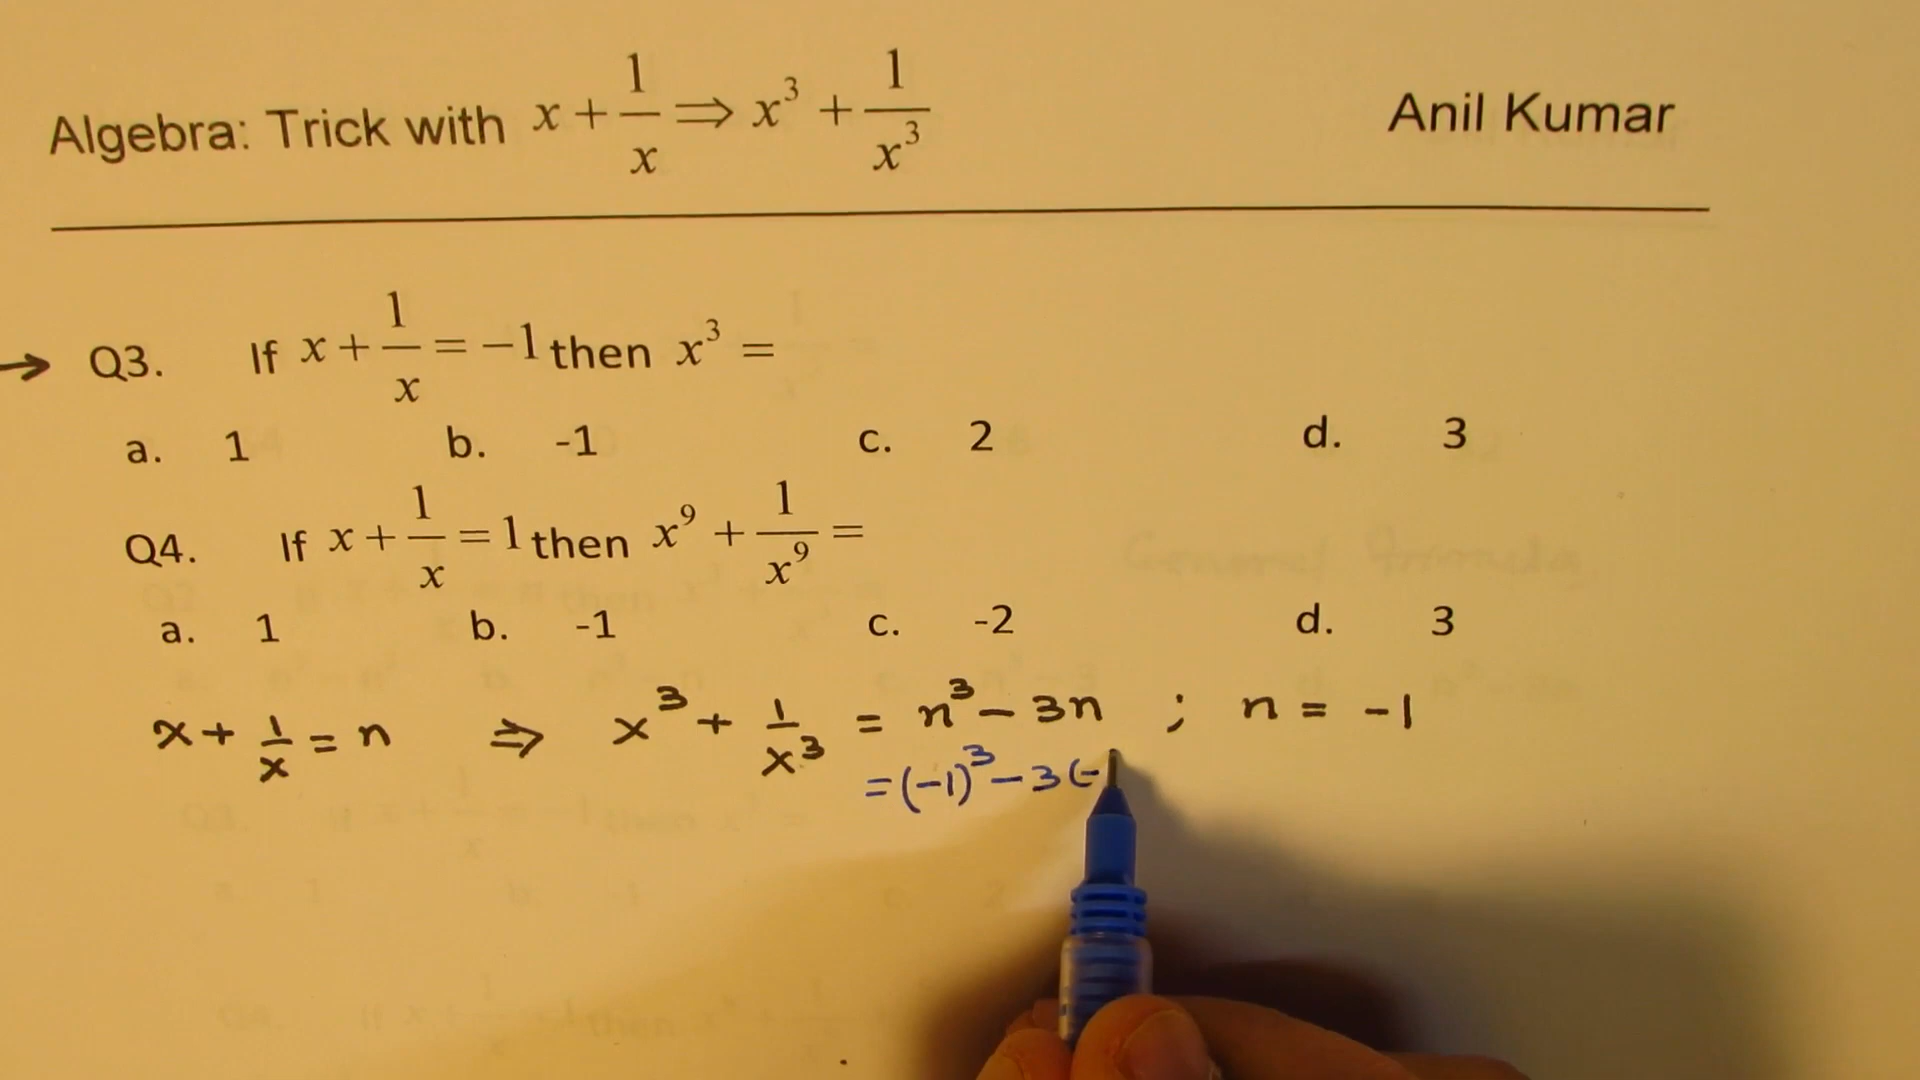 Algebra: Trick with x + 1/x ⇒ x³ + 1/x³ Anil Kumar
→ Q3. If x + 1/x = −1 then x³ =
a. 1 b. -1 c. 2 d. 3
Q4. If x + 1/x = 1 then x⁹ + 1/x⁹ =
a. 1 b. -1 c. -2 d. 3
x + 1/x = n ⇒ x³ + 1/x³ = n³ − 3n ; n = −1
= (−1)³ − 3(−
General Formula